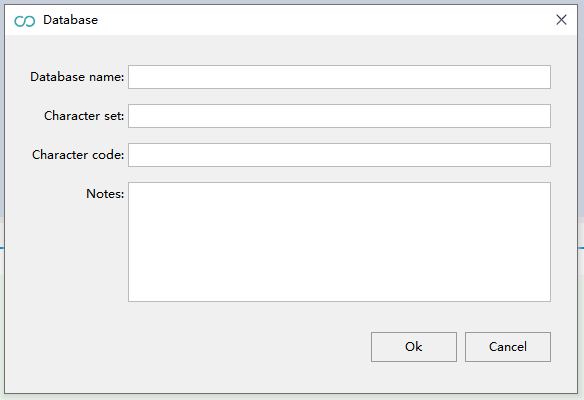 Database
Database name:
Character set:
Character code:
Notes:
Ok Cancel